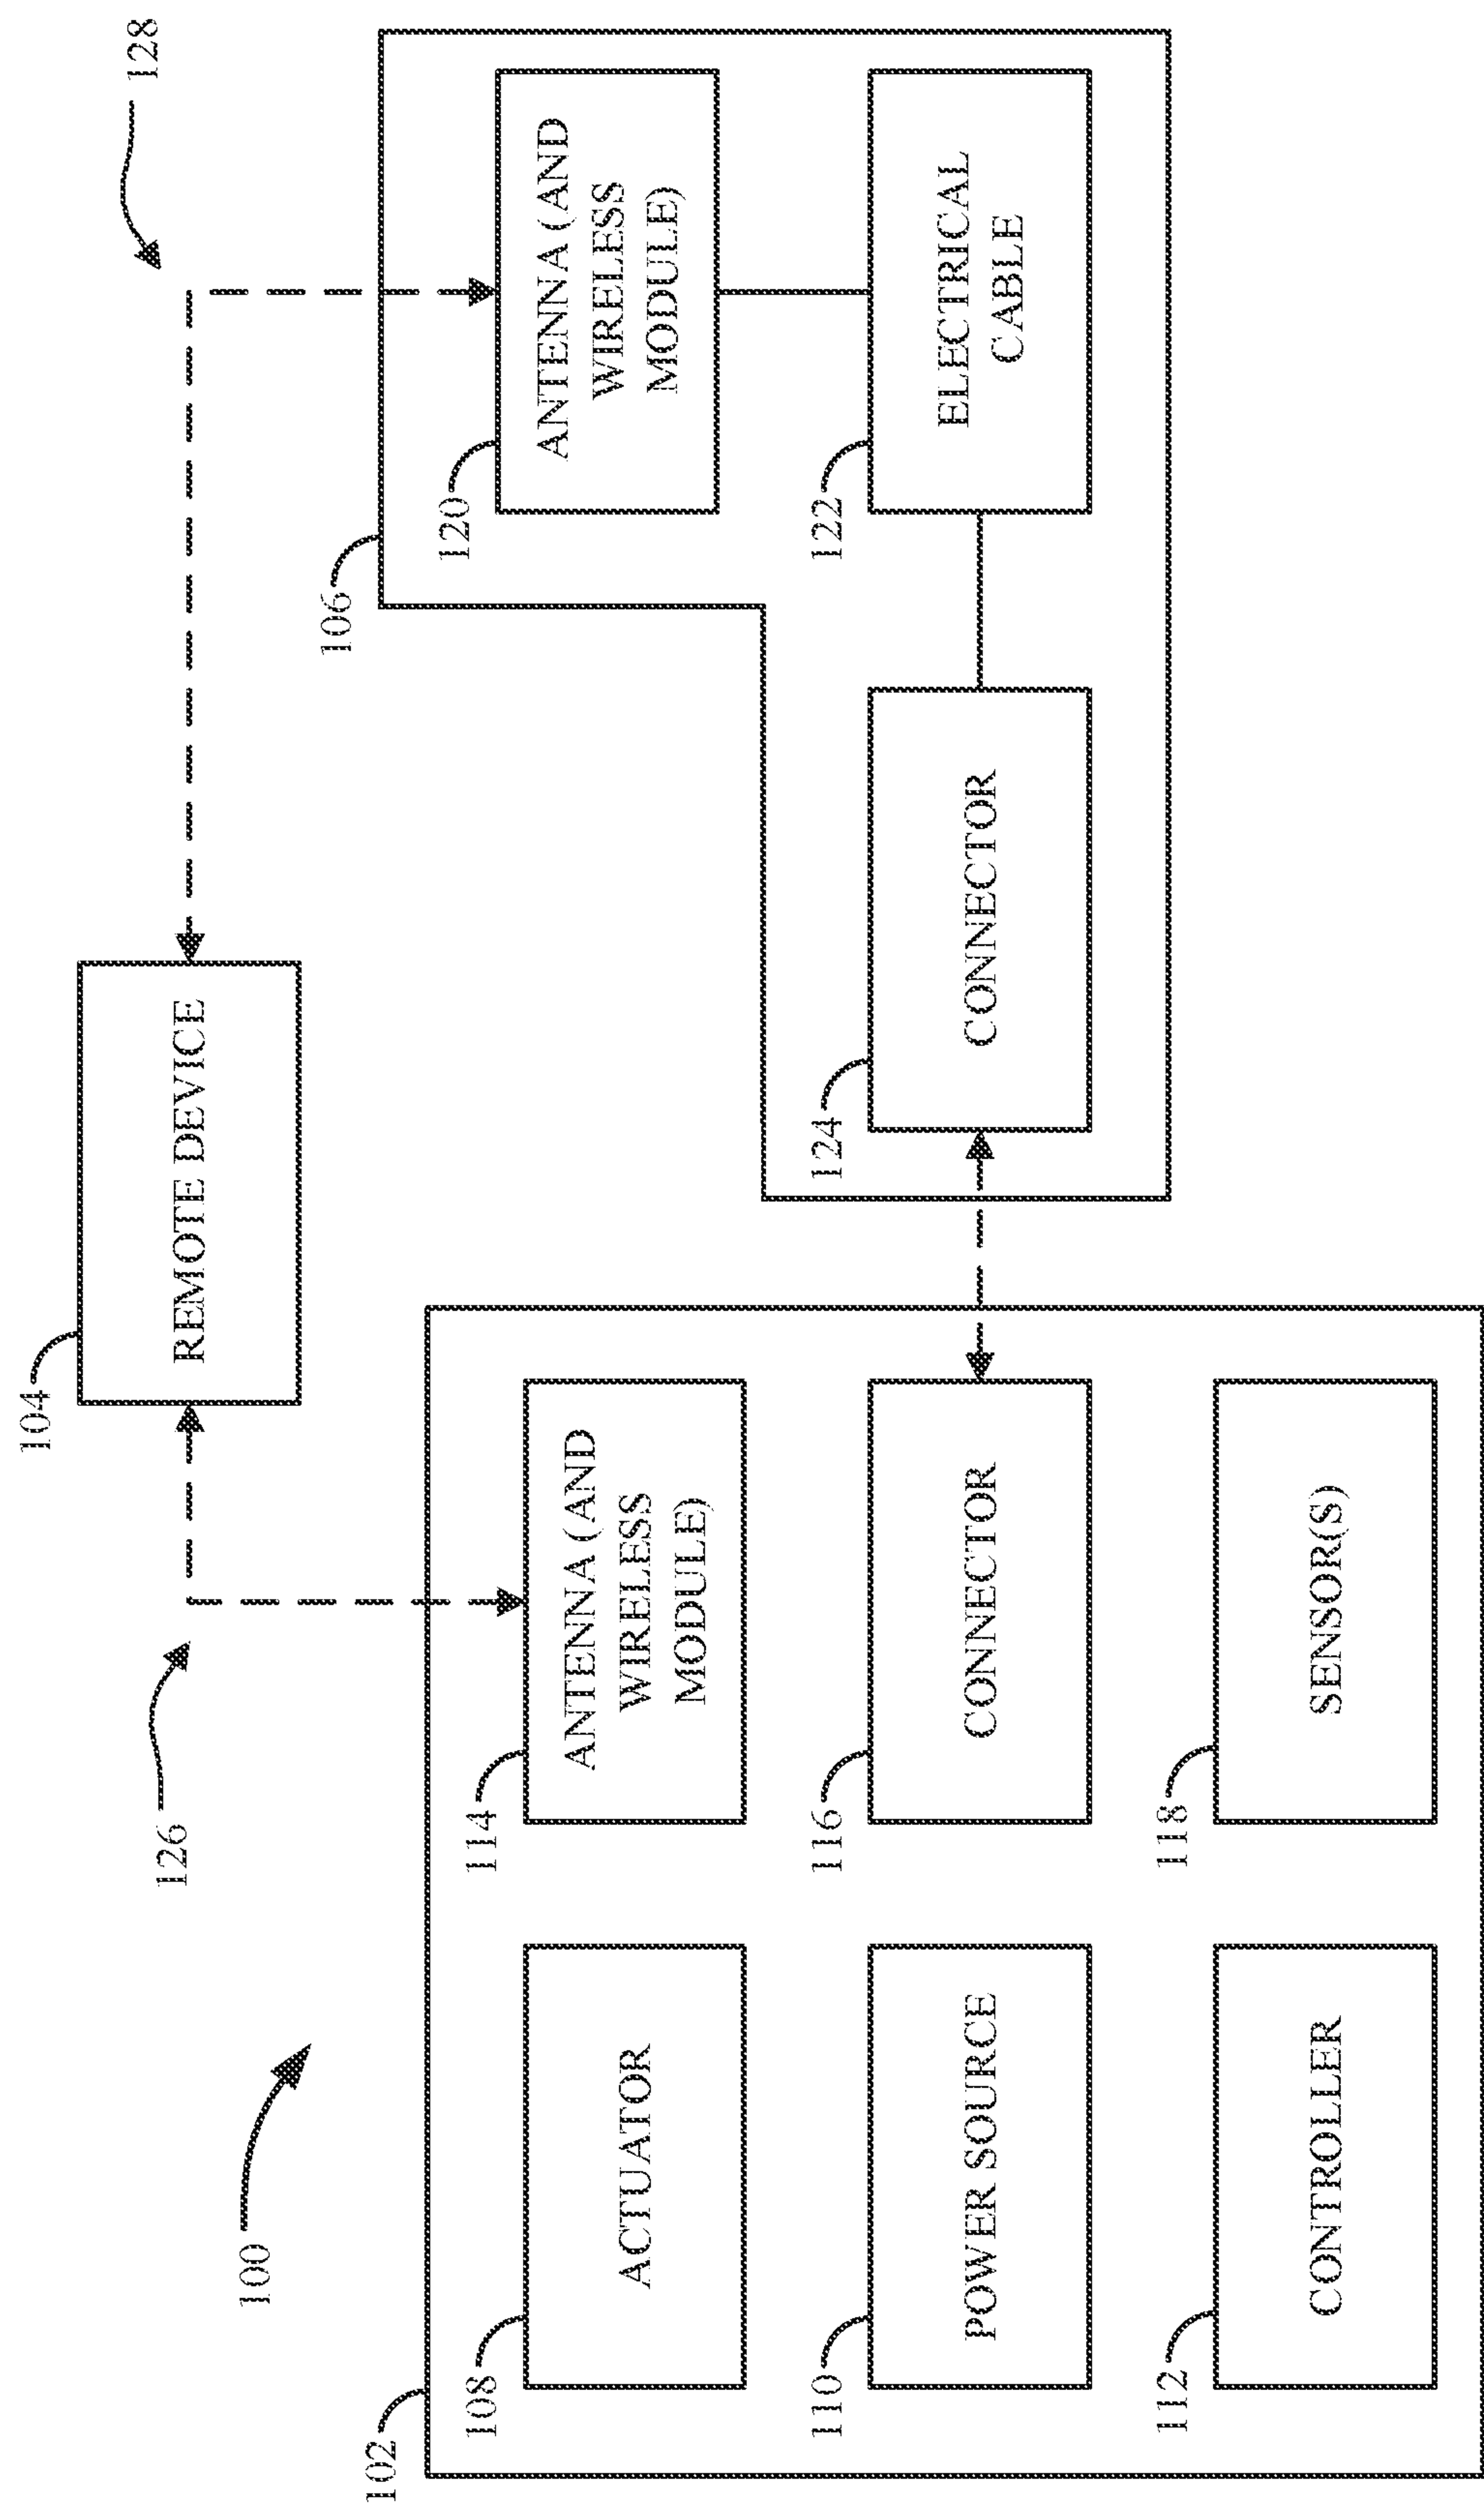 100
126
104
REMOTE DEVICE
128
102
108
ACTUATOR
114
ANTENNA (AND
WIRELESS
MODULE)
106
120
ANTENNA (AND
WIRELESS
MODULE)
110
POWER SOURCE
116
CONNECTOR
124
CONNECTOR
122
ELECTRICAL
CABLE
112
CONTROLLER
118
SENSOR(S)